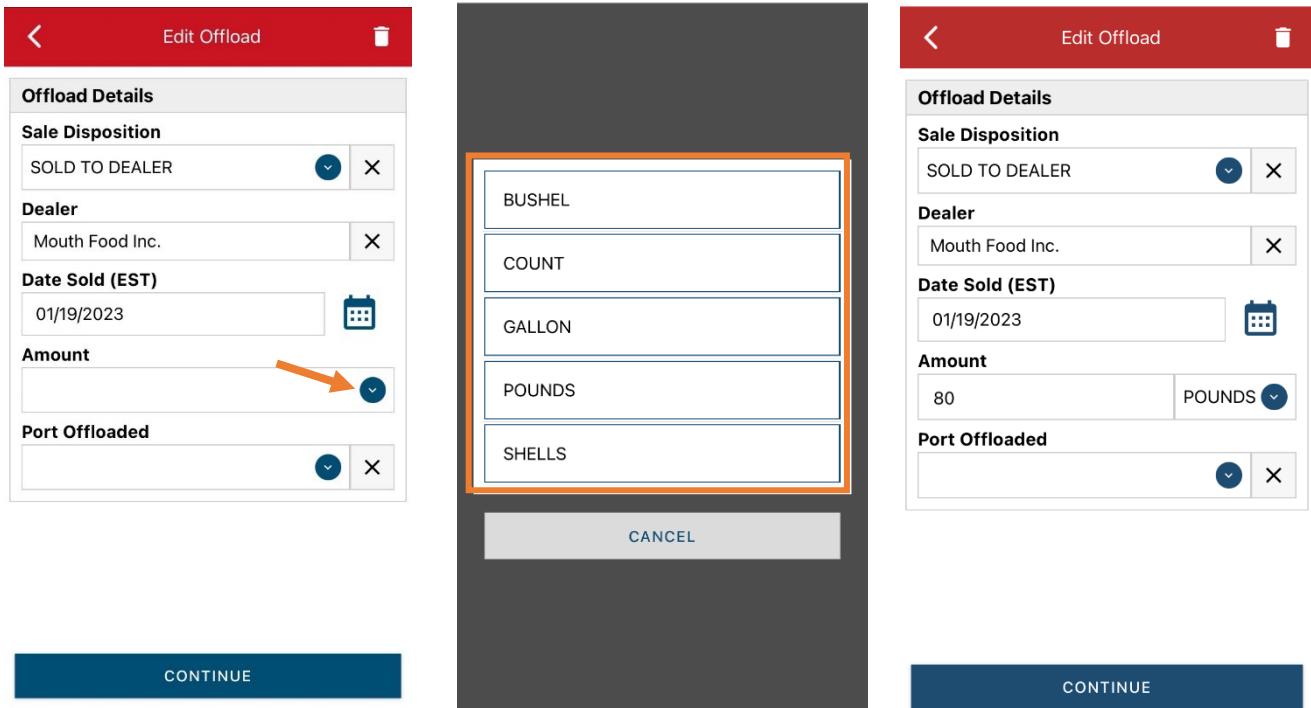 Edit Offload
Offload Details
Sale Disposition
SOLD TO DEALER
Dealer
Mouth Food Inc.
Date Sold (EST)
01/19/2023
Amount
Port Offloaded
CONTINUE
BUSHEL
COUNT
GALLON
POUNDS
SHELLS
CANCEL
Edit Offload
Offload Details
Sale Disposition
SOLD TO DEALER
Dealer
Mouth Food Inc.
Date Sold (EST)
01/19/2023
Amount
80 POUNDS
Port Offloaded
CONTINUE